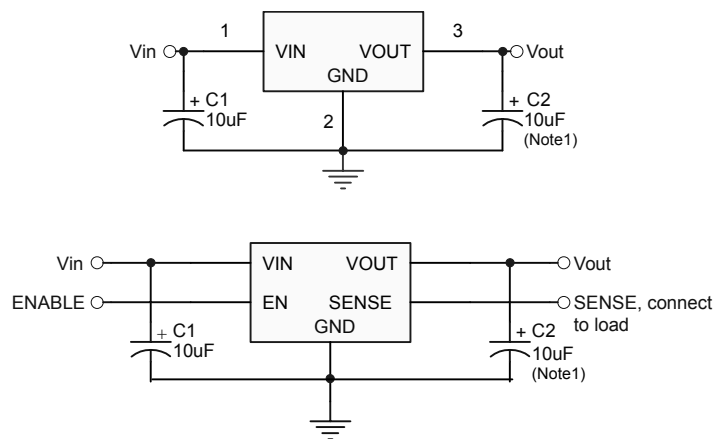 1 3
Vin VIN VOUT Vout
GND
+ C1 + C2
10uF 2 10uF
(Note1)
Vin VIN VOUT Vout
ENABLE EN SENSE SENSE, connect
GND to load
+ C1 + C2
10uF 10uF
(Note1)